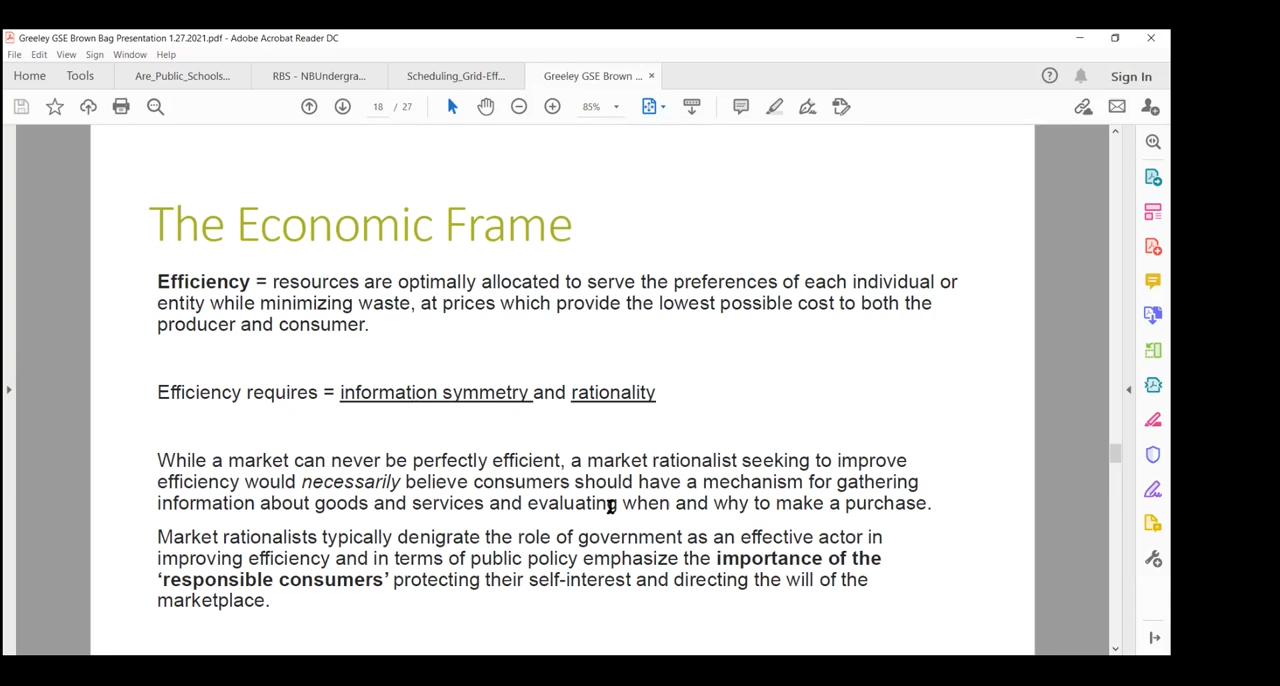 Greeley GSE Brown Bag Presentation 1.27.2021.pdf - Adobe Acrobat Reader DC
File Edit View Sign Window Help
Home Tools Are_Public_Schools... RBS - NBUndergra... Scheduling_Grid-Eff... Greeley GSE Brown ... × Sign In
18 / 27 85%
The Economic Frame
Efficiency = resources are optimally allocated to serve the preferences of each individual or
entity while minimizing waste, at prices which provide the lowest possible cost to both the
producer and consumer.
Efficiency requires = information symmetry and rationality
While a market can never be perfectly efficient, a market rationalist seeking to improve
efficiency would necessarily believe consumers should have a mechanism for gathering
information about goods and services and evaluating when and why to make a purchase.
Market rationalists typically denigrate the role of government as an effective actor in
improving efficiency and in terms of public policy emphasize the importance of the
‘responsible consumers’ protecting their self-interest and directing the will of the
marketplace.